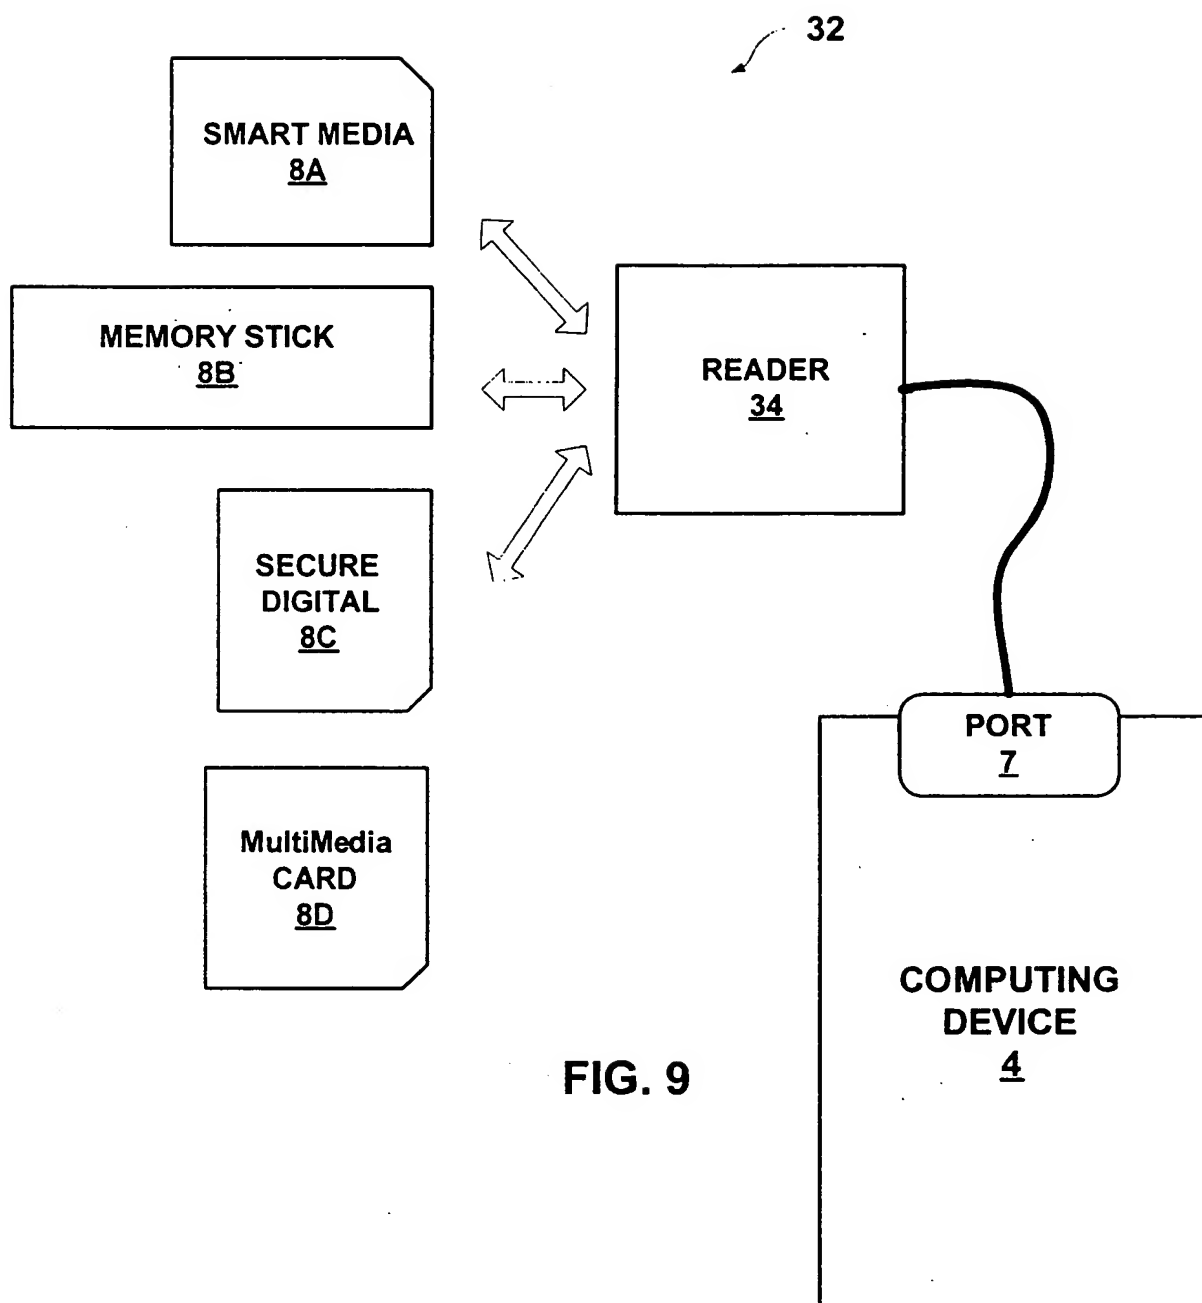 32
SMART MEDIA
8A
MEMORY STICK
8B
READER
34
SECURE
DIGITAL
8C
PORT
7
MultiMedia
CARD
8D
COMPUTING
DEVICE
4
FIG. 9